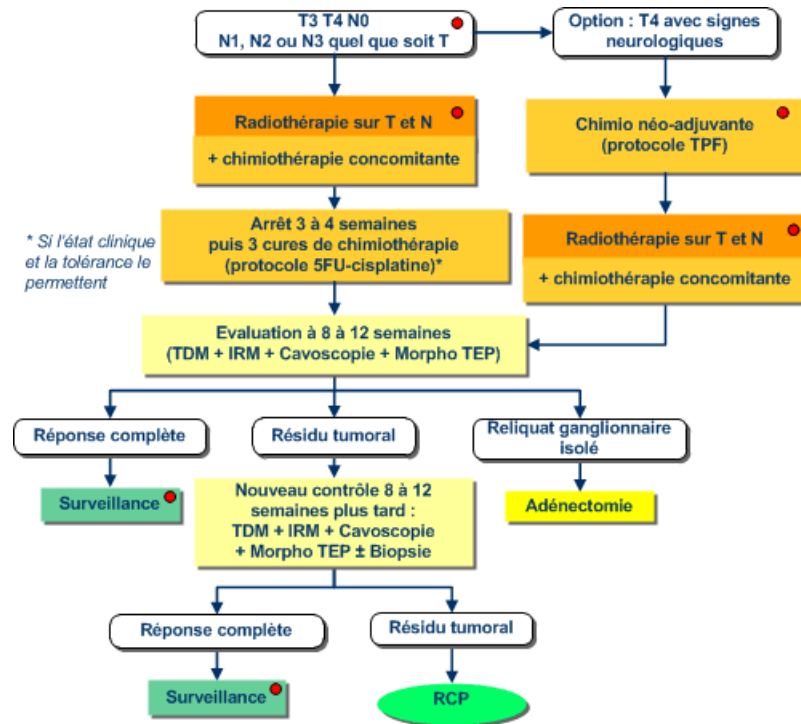 T3 T4 N0
N1, N2 ou N3 quel que soit T
Option : T4 avec signes
neurologiques
Radiothérapie sur T et N
+ chimiothérapie concomitante
Chimio néo-adjuvante
(protocole TPF)
* Si l'état clinique
et la tolérance le
permettent
Arrêt 3 à 4 semaines
puis 3 cures de chimiothérapie
(protocole 5FU-cisplatine)*
Radiothérapie sur T et N
+ chimiothérapie concomitante
Evaluation à 8 à 12 semaines
(TDM + IRM + Cavoscopie + Morpho TEP)
Réponse complète
Résidu tumoral
Reliquat ganglionnaire
isolé
Surveillance
Nouveau contrôle 8 à 12
semaines plus tard :
TDM + IRM + Cavoscopie
+ Morpho TEP ± Biopsie
Adénectomie
Réponse complète
Résidu tumoral
Surveillance
RCP